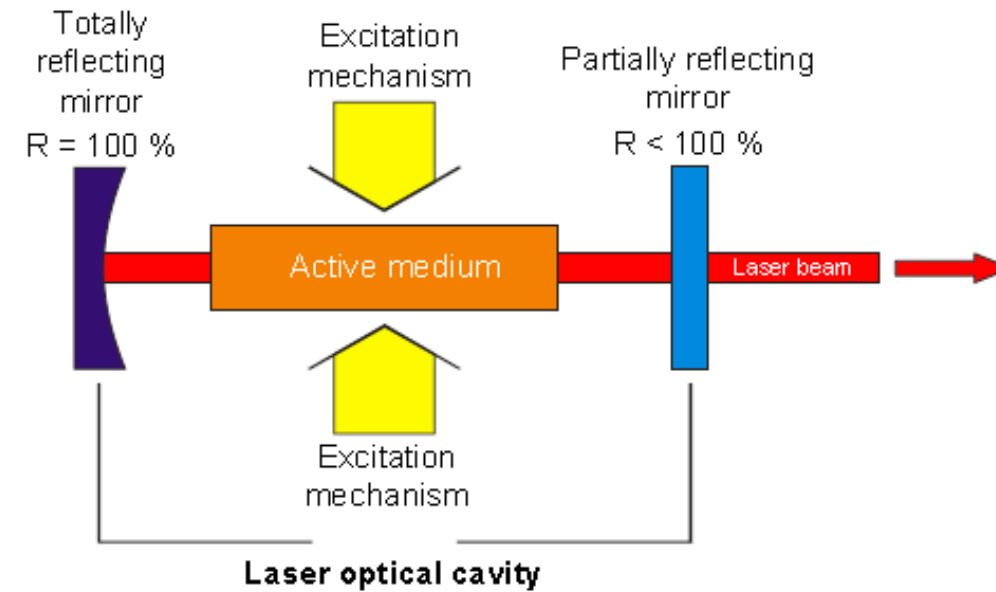 Totally
reflecting
mirror
R = 100 %
Excitation
mechanism
Partially reflecting
mirror
R < 100 %
Active medium
Laser beam
Excitation
mechanism
Laser optical cavity